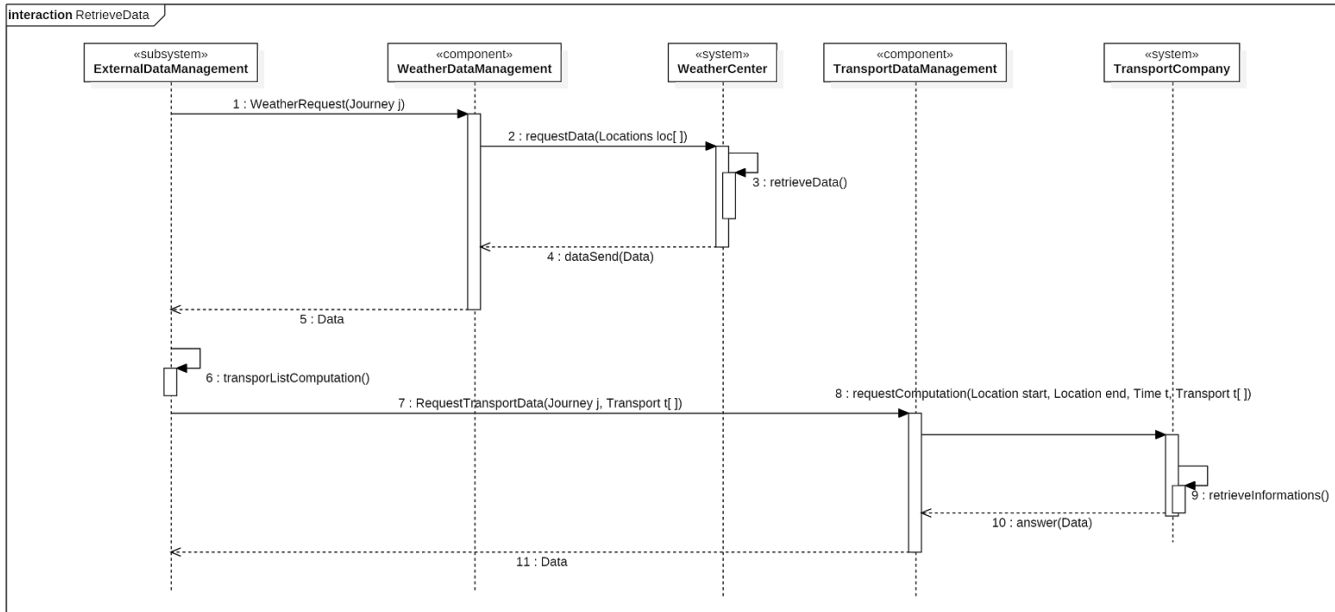 interaction RetrieveData
«subsystem»
ExternalDataManagement
«component»
WeatherDataManagement
«system»
WeatherCenter
«component»
TransportDataManagement
«system»
TransportCompany
1 : WeatherRequest(Journey j)
2 : requestData(Locations loc[ ])
3 : retrieveData()
4 : dataSend(Data)
5 : Data
6 : transporListComputation()
7 : RequestTransportData(Journey j, Transport t[ ])
8 : requestComputation(Location start, Location end, Time t, Transport t[ ])
9 : retrieveInformations()
10 : answer(Data)
11 : Data